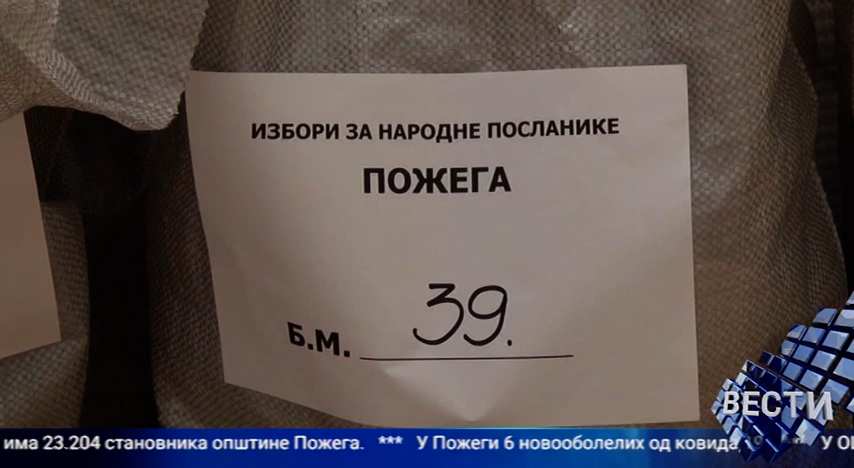 ИЗБОРИ ЗА НАРОДНЕ ПОСЛАНИКЕ
ПОЖЕГА
Б.М. 39.
ВЕСТИ
има 23.204 становника општине Пожега. *** У Пожеги 6 новооболелих од ковида